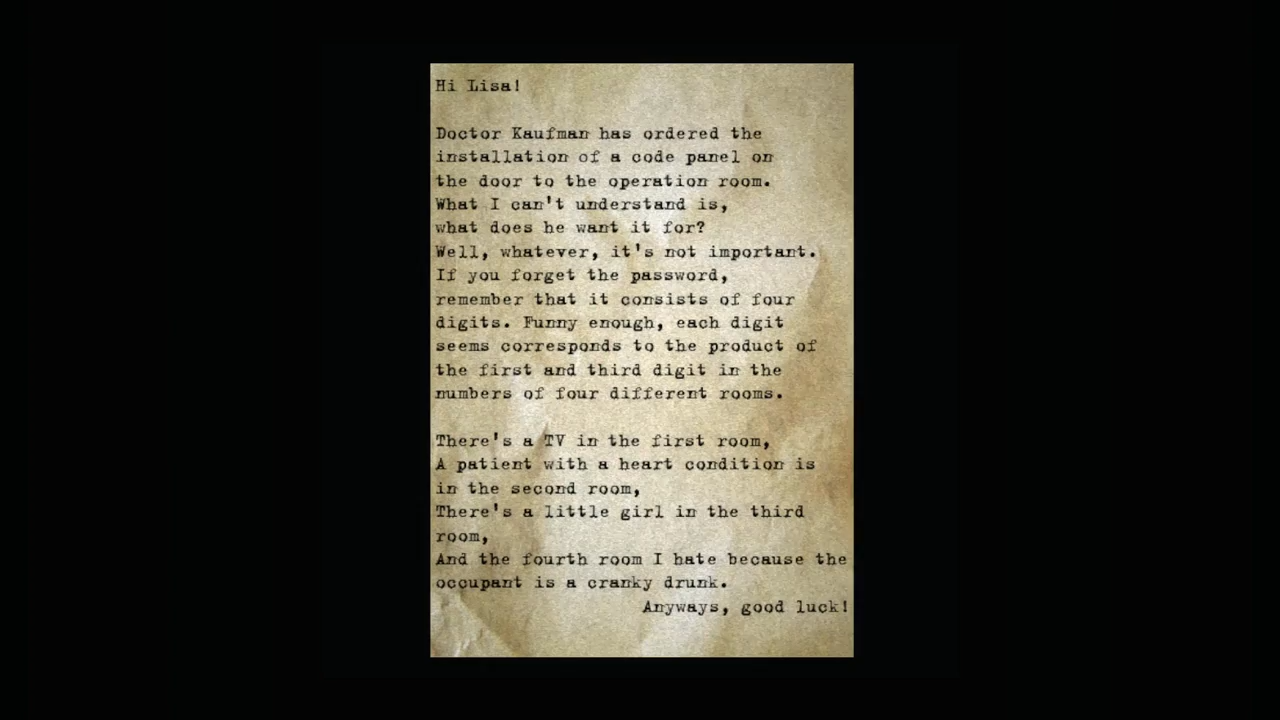 Hi Lisa!
Doctor Kaufman has ordered the
installation of a code panel on
the door to the operation room.
What I can't understand is,
what does he want it for?
Well, whatever, it's not important.
If you forget the password,
remember that it consists of four
digits. Funny enough, each digit
seems corresponds to the product of
the first and third digit in the
numbers of four different rooms.
There's a TV in the first room,
A patient with a heart condition is
in the second room,
There's a little girl in the third
room,
And the fourth room I hate because the
occupant is a cranky drunk.
Anyways, good luck!